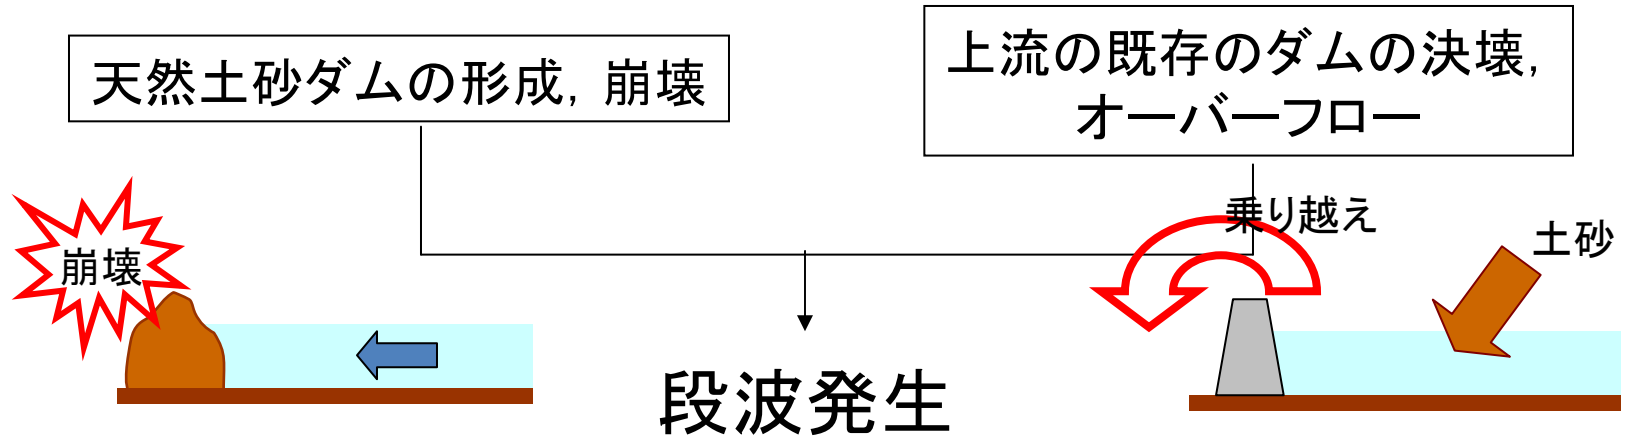 天然土砂ダムの形成，崩壊
上流の既存のダムの決壊，
オーバーフロー
崩壊
乗り越え
土砂
段波発生